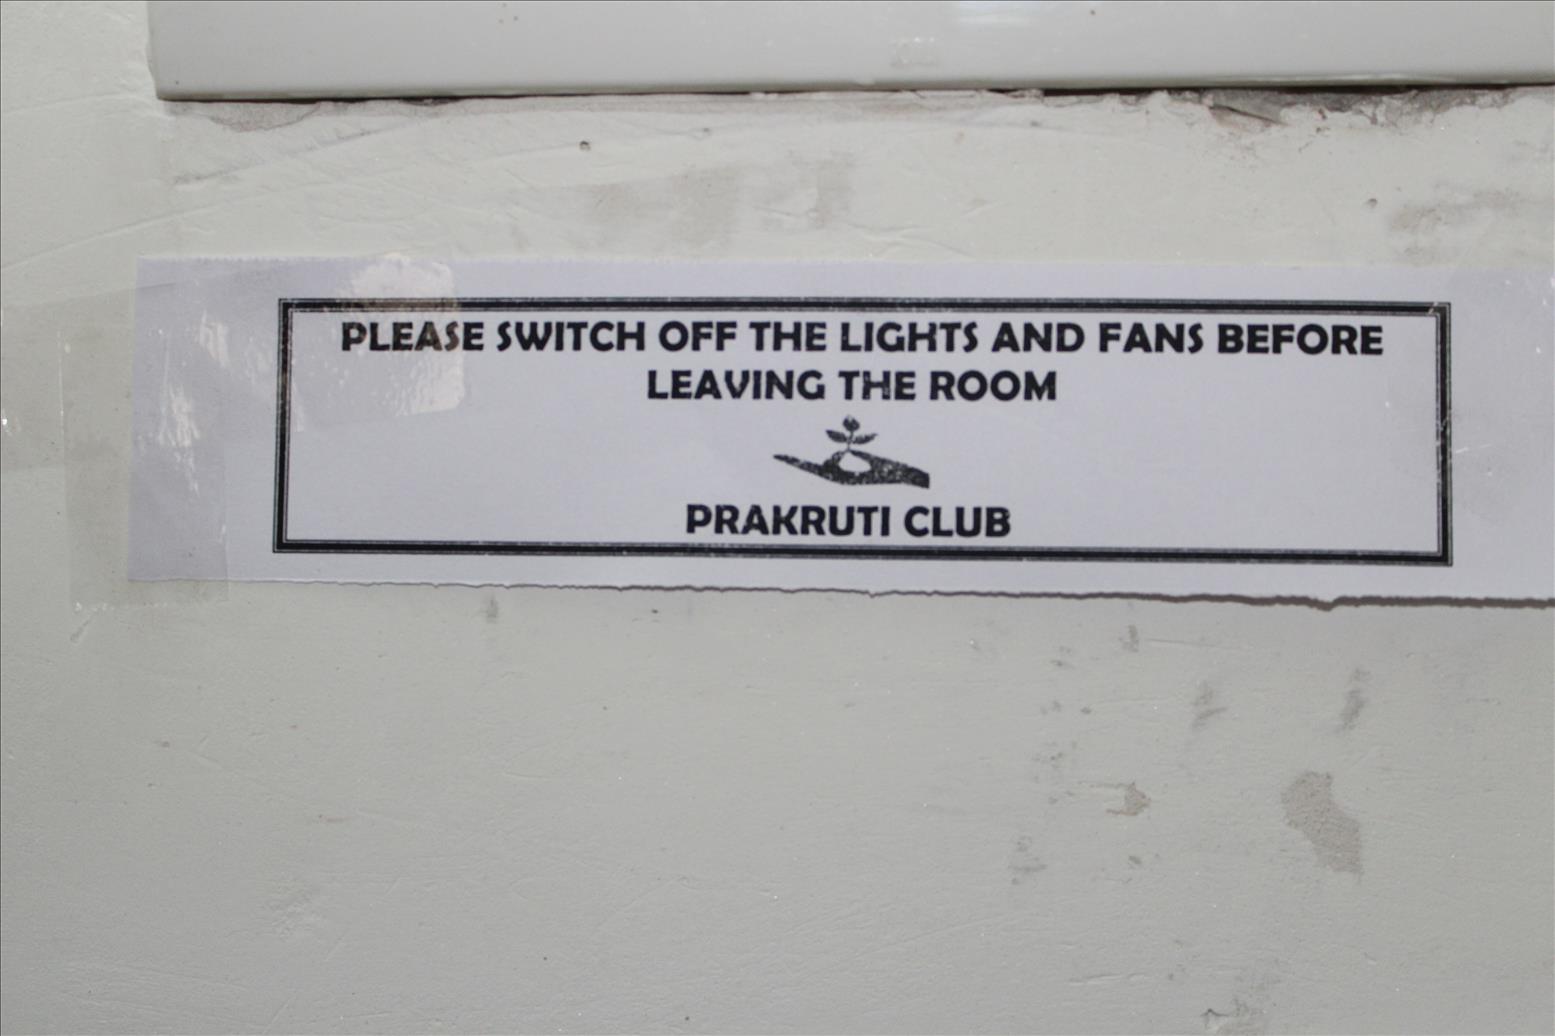 PLEASE SWITCH OFF THE LIGHTS AND FANS BEFORE
LEAVING THE ROOM
PRAKRUTI CLUB